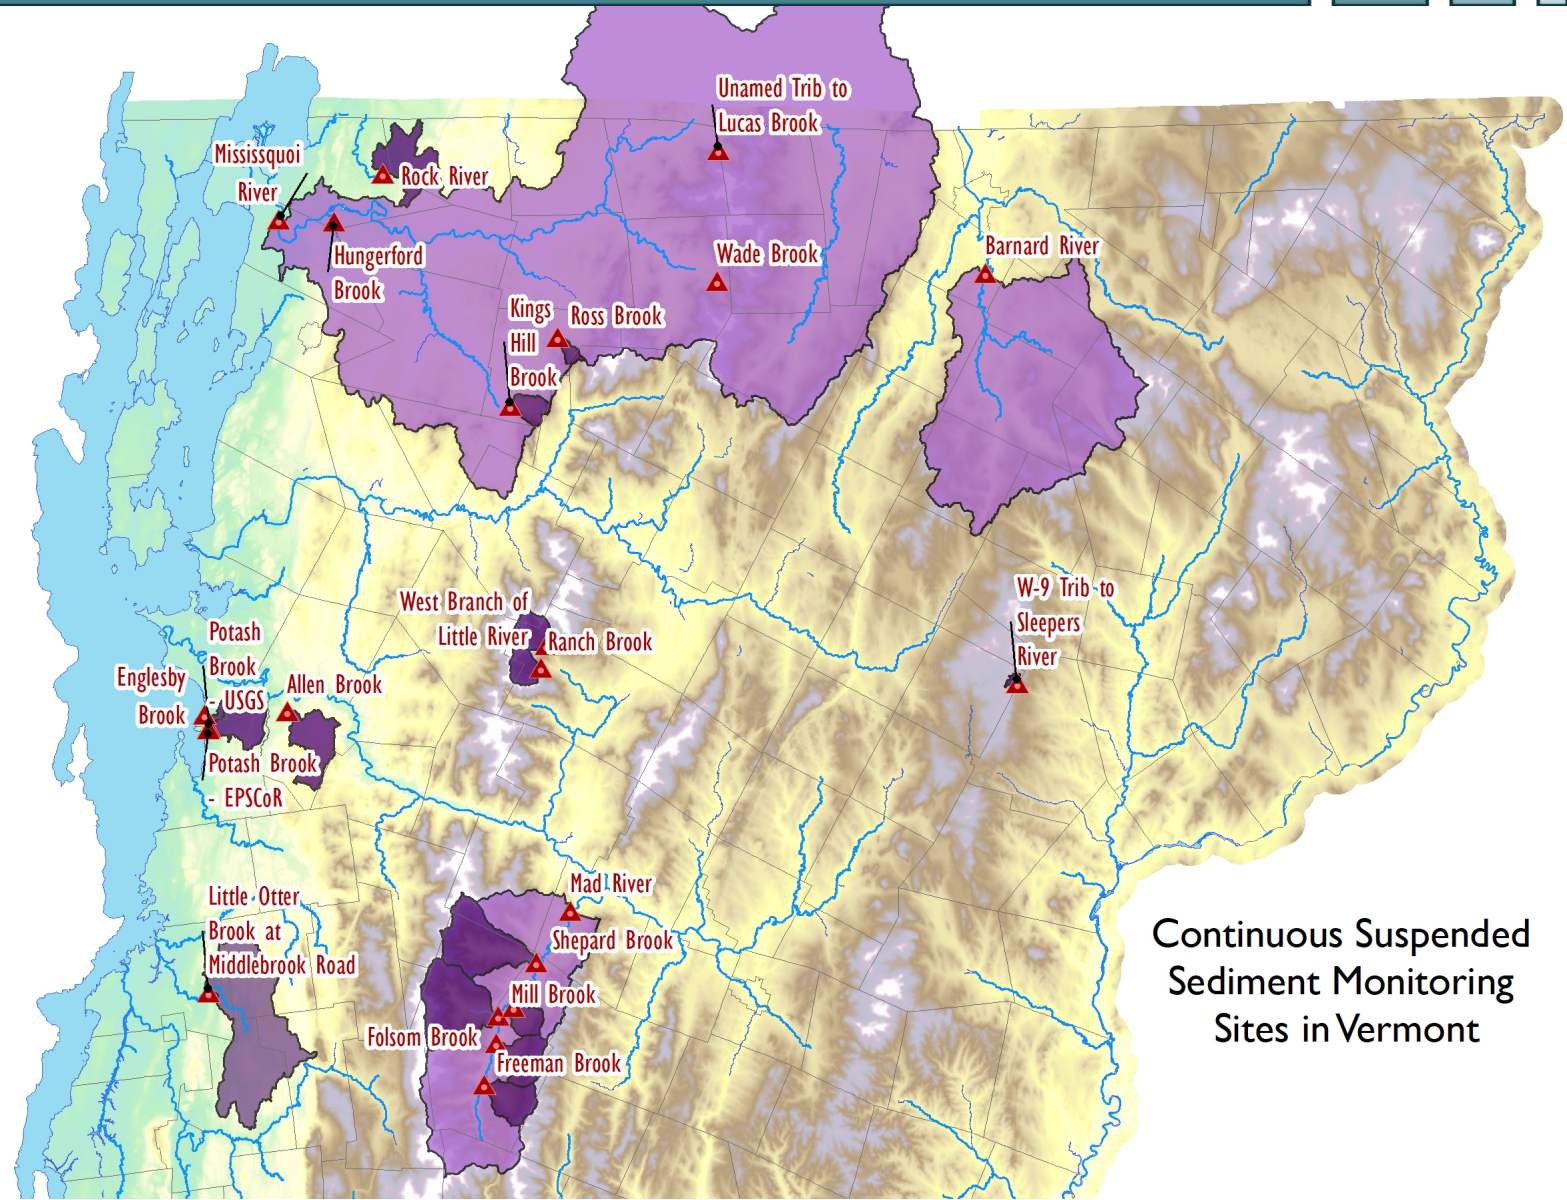 Unamed Trib to
Lucas Brook
Mississquoi
River
Rock River
Hungerford
Brook
Wade Brook
Barnard River
Kings
Hill
Brook
Ross Brook
West Branch of
Little River
Ranch Brook
W-9 Trib to
Sleepers
River
Potash
Brook
- USGS
Englesby
Brook
Allen Brook
Potash Brook
- EPSCoR
Little Otter
Brook at
Middlebrook Road
Mad River
Shepard Brook
Mill Brook
Folsom Brook
Freeman Brook
Continuous Suspended
Sediment Monitoring
Sites in Vermont